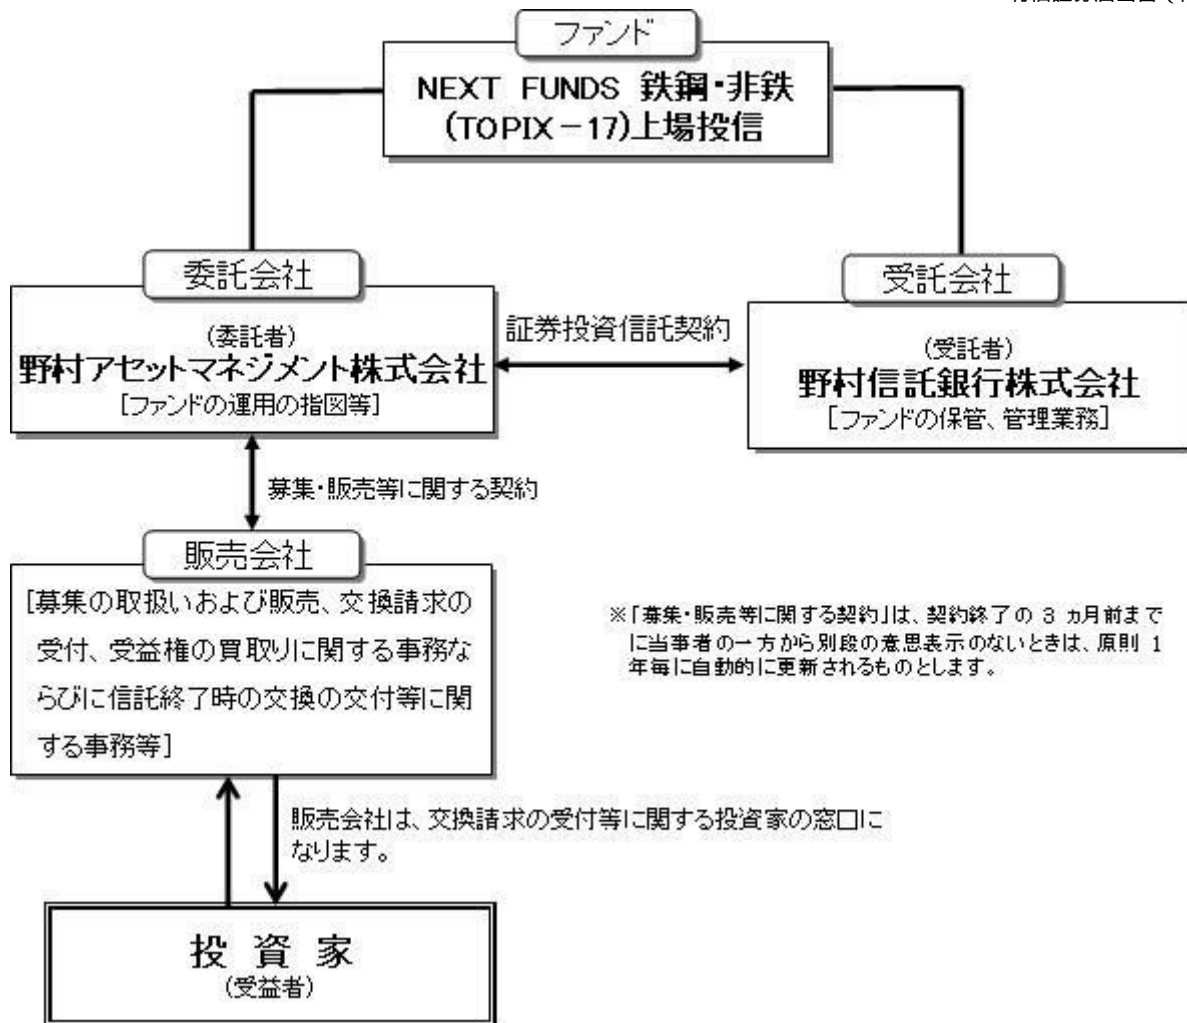 ファンド
NEXT FUNDS 鉄鋼・非鉄
(TOPIX－17)上場投信
委託会社
(委託者)
野村アセットマネジメント株式会社
[ファンドの運用の指図等]
証券投資信託契約
受託会社
(受託者)
野村信託銀行株式会社
[ファンドの保管、管理業務]
募集・販売等に関する契約
販売会社
[募集の取扱いおよび販売、交換請求の
受付、受益権の買取りに関する事務な
らびに信託終了時の交換の交付等に関
する事務等]
※「募集・販売等に関する契約」は、契約終了の 3 ヵ月前まで
に当事者の一方から別段の意思表示のないときは、原則 1
年毎に自動的に更新されるものとします。
販売会社は、交換請求の受付等に関する投資家の窓口に
なります。
投 資 家
(受益者)